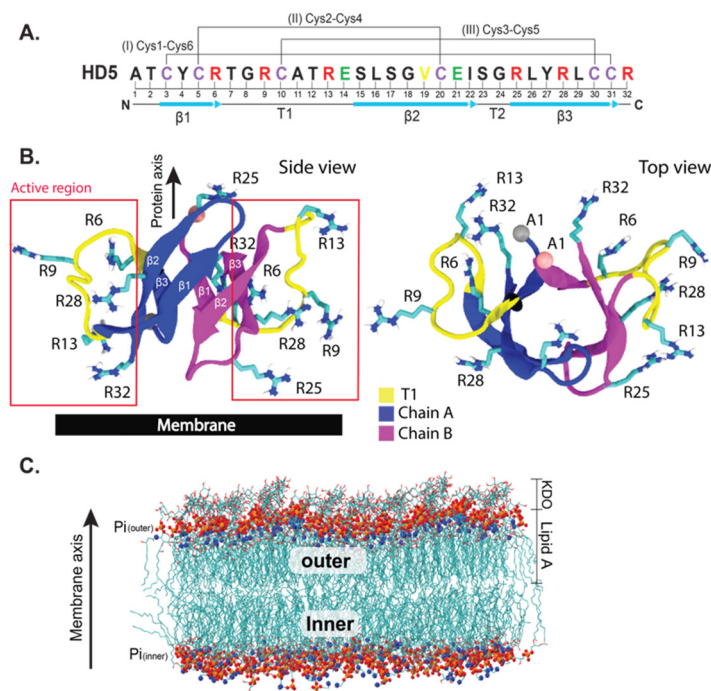 A.
(II) Cys2-Cys4
(III) Cys3-Cys5
(I) Cys1-Cys6
HD5 A T C Y C R T G R C A T R E S L S G V C E I S G R L Y R L C C R
1 2 3 4 5 6 7 8 9 10 11 12 13 14 15 16 17 18 19 20 21 22 23 24 25 26 27 28 29 30 31 32
N β1 T1 β2 T2 β3 C
B.
Side view
Top view
Active region
Protein axis
R25
R6
R9
R28
R13
R32
β2
β3
β1
R32
β3
β1
β2
R6
R13
R28
R9
R25
Membrane
R13
R32
A1
R32
A1
R6
R6
R9
R9
R28
R13
R28
R25
T1
Chain A
Chain B
C.
Membrane axis
Pi(outer)
outer
Inner
Pi(inner)
KDO
Lipid A